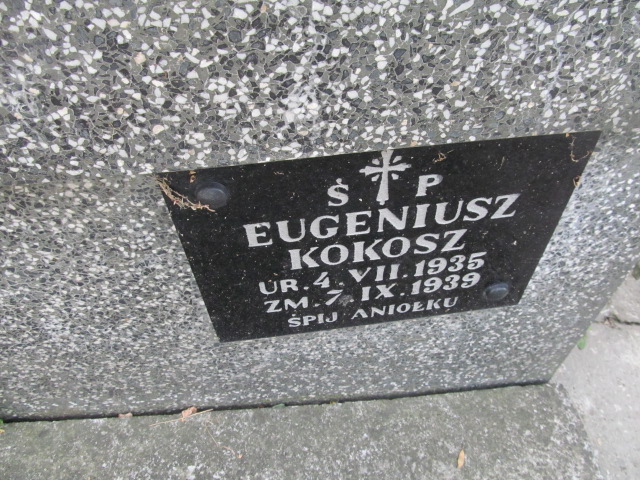 Ś P
EUGENIUSZ
KOKOSZ
UR. 4. VII. 1935
ZM. 7. IX. 1939
ŚPIJ ANIOŁKU